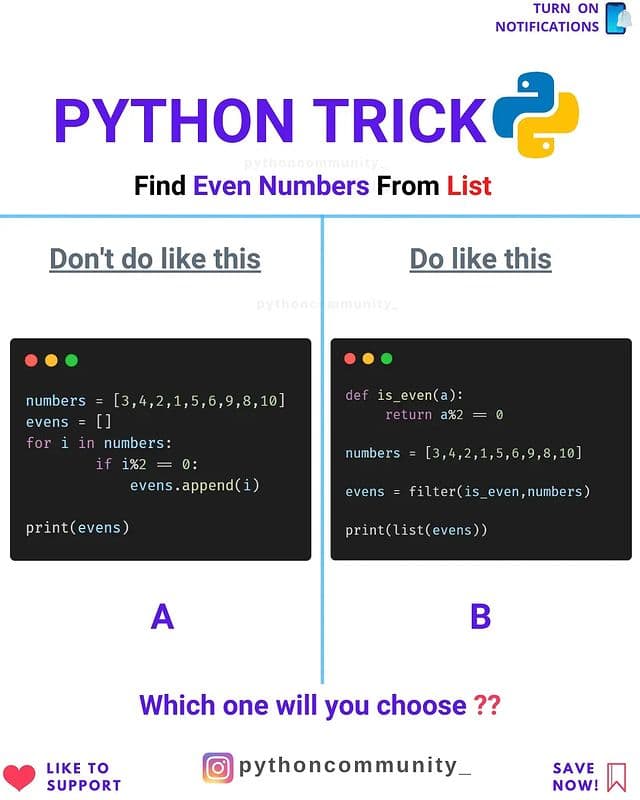 TURN ON
NOTIFICATIONS
PYTHON TRICK
pythoncommunity_
Find Even Numbers From List
Don't do like this
Do like this
pythoncommunity_
numbers = [3,4,2,1,5,6,9,8,10]
evens = []
for i in numbers:
if i%2 == 0:
evens.append(i)
print(evens)
def is_even(a):
return a%2 == 0
numbers = [3,4,2,1,5,6,9,8,10]
evens = filter(is_even,numbers)
print(list(evens))
A
B
Which one will you choose ??
LIKE TO
SUPPORT
pythoncommunity_
SAVE
NOW!